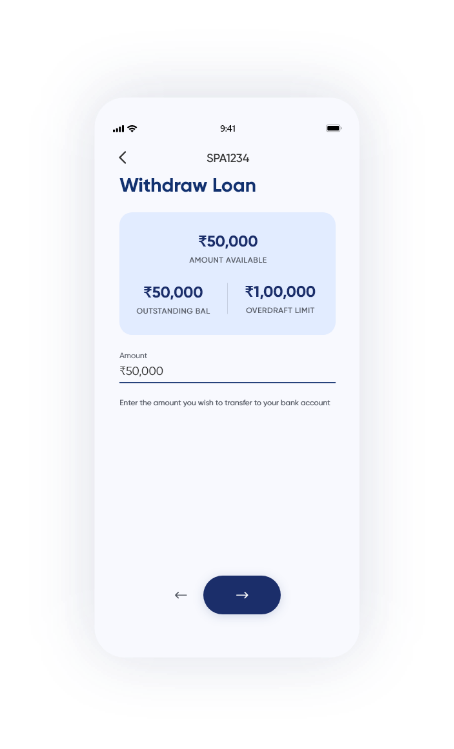 9:41
SPA1234
Withdraw Loan
₹50,000
AMOUNT AVAILABLE
₹50,000
OUTSTANDING BAL
₹1,00,000
OVERDRAFT LIMIT
Amount
₹50,000
Enter the amount you wish to transfer to your bank account